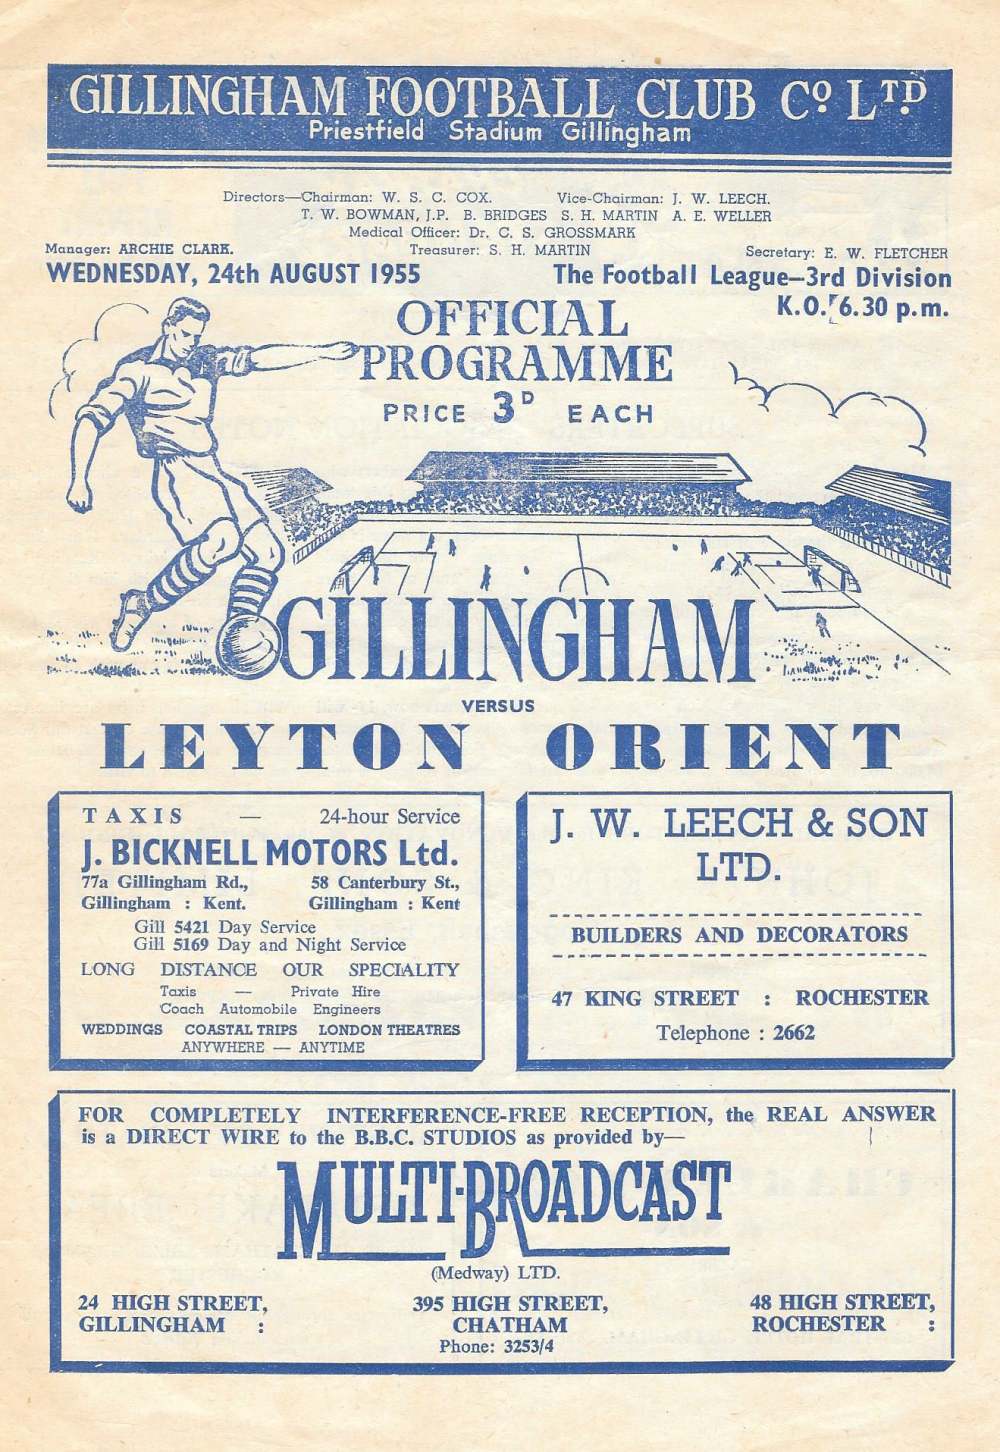 GILLINGHAM FOOTBALL CLUB Cº LTD.
Priestfield Stadium Gillingham
Directors—Chairman: W. S. C. COX. Vice-Chairman: J. W. LEECH.
T. W. BOWMAN, J.P. B. BRIDGES S. H. MARTIN A. E. WELLER
Medical Officer: Dr. C. S. GROSSMARK
Manager: ARCHIE CLARK. Treasurer: S. H. MARTIN Secretary: E. W. FLETCHER
WEDNESDAY, 24th AUGUST 1955 The Football League—3rd Division
K.O. 6.30 p.m.
OFFICIAL
PROGRAMME
PRICE 3D EACH
GILLINGHAM
VERSUS
LEYTON ORIENT
TAXIS — 24-hour Service
J. BICKNELL MOTORS Ltd.
77a Gillingham Rd., 58 Canterbury St.,
Gillingham : Kent. Gillingham : Kent
Gill 5421 Day Service
Gill 5169 Day and Night Service
LONG DISTANCE OUR SPECIALITY
Taxis — Private Hire
Coach Automobile Engineers
WEDDINGS COASTAL TRIPS LONDON THEATRES
ANYWHERE — ANYTIME
J. W. LEECH & SON
LTD.
BUILDERS AND DECORATORS
47 KING STREET : ROCHESTER
Telephone : 2662
FOR COMPLETELY INTERFERENCE-FREE RECEPTION, the REAL ANSWER
is a DIRECT WIRE to the B.B.C. STUDIOS as provided by—
MULTI-BROADCAST
(Medway) LTD.
24 HIGH STREET, 395 HIGH STREET, 48 HIGH STREET,
GILLINGHAM : CHATHAM ROCHESTER :
Phone: 3253/4